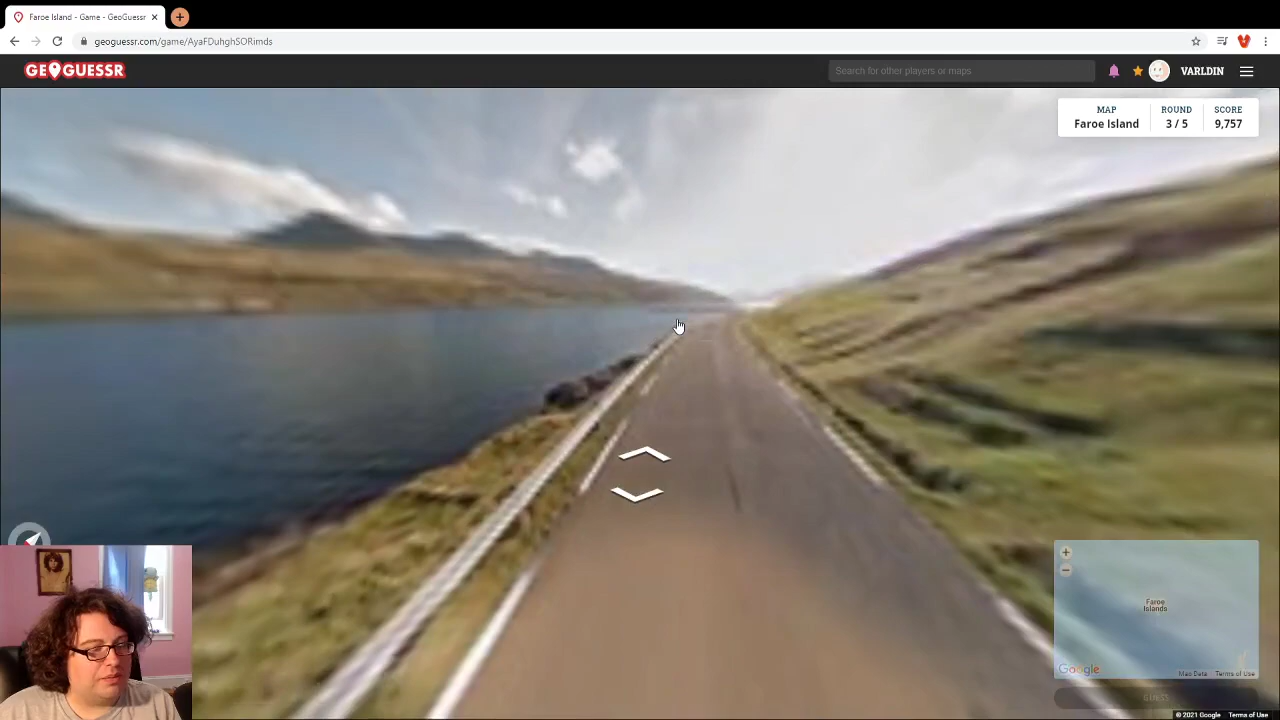 Faroe Island - Game - GeoGuessr
geoguessr.com/game/AyaFDuhghSORimds
GEOGUESSR
Search for other players or maps
VARLDIN
MAP ROUND SCORE
Faroe Island 3 / 5 9,757
Faroe
Islands
Google
Map Data Terms of Use
GUESS
© 2021 Google Terms of Use